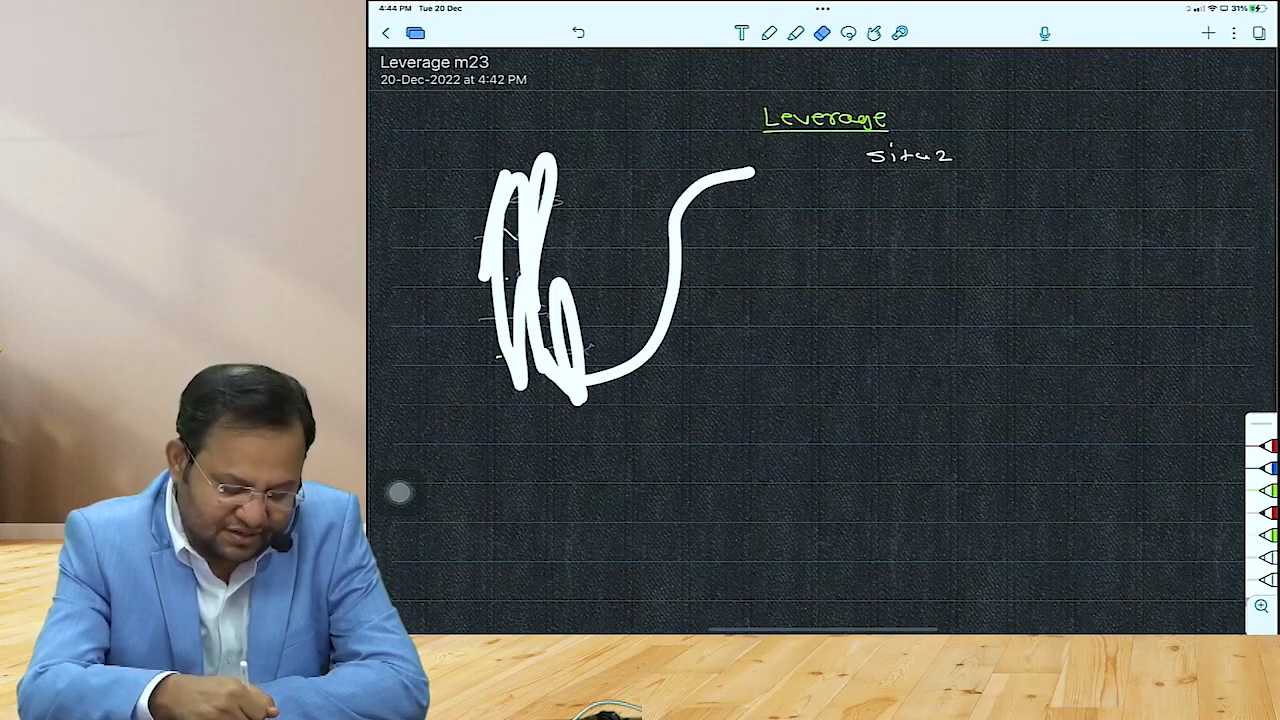 4:44 PM Tue 20 Dec
31%
T
Leverage m23
20-Dec-2022 at 4:42 PM
Leverage
Situ 2